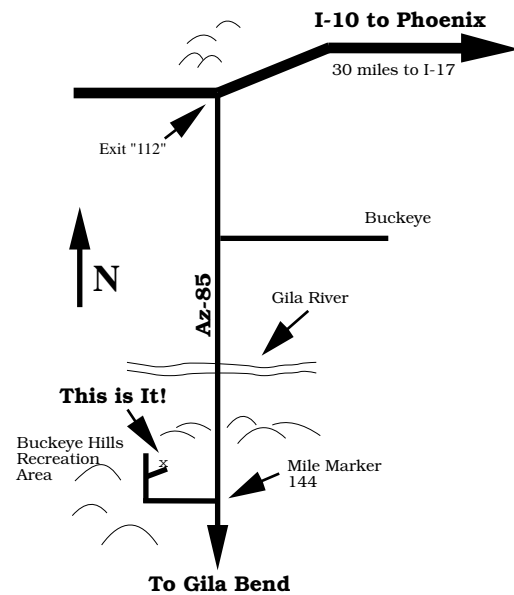 I-10 to Phoenix
30 miles to I-17
Exit "112"
Buckeye
N
Az-85
Gila River
This is It!
Buckeye Hills
Recreation
Area
x
Mile Marker
144
To Gila Bend